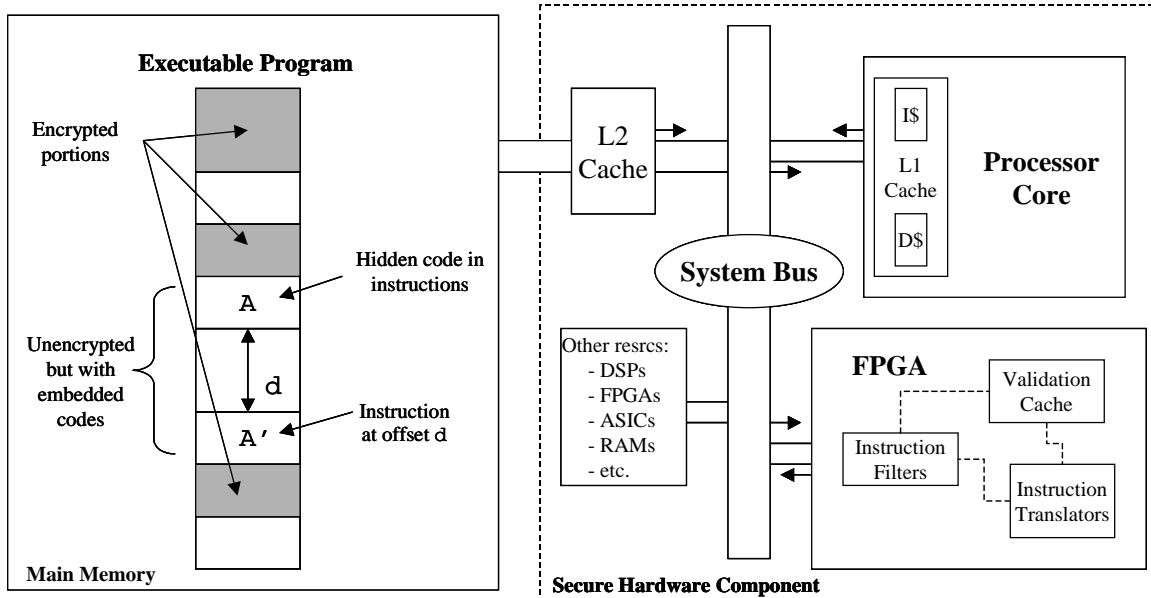 Executable Program
Encrypted
portions
Hidden code in
instructions
A
Unencrypted
but with
embedded
codes
d
Instruction
at offset d
A'
Main Memory
L2
Cache
I$
L1
Cache
D$
Processor
Core
System Bus
Other resrcs:
- DSPs
- FPGAs
- ASICs
- RAMs
- etc.
FPGA
Validation
Cache
Instruction
Filters
Instruction
Translators
Secure Hardware Component